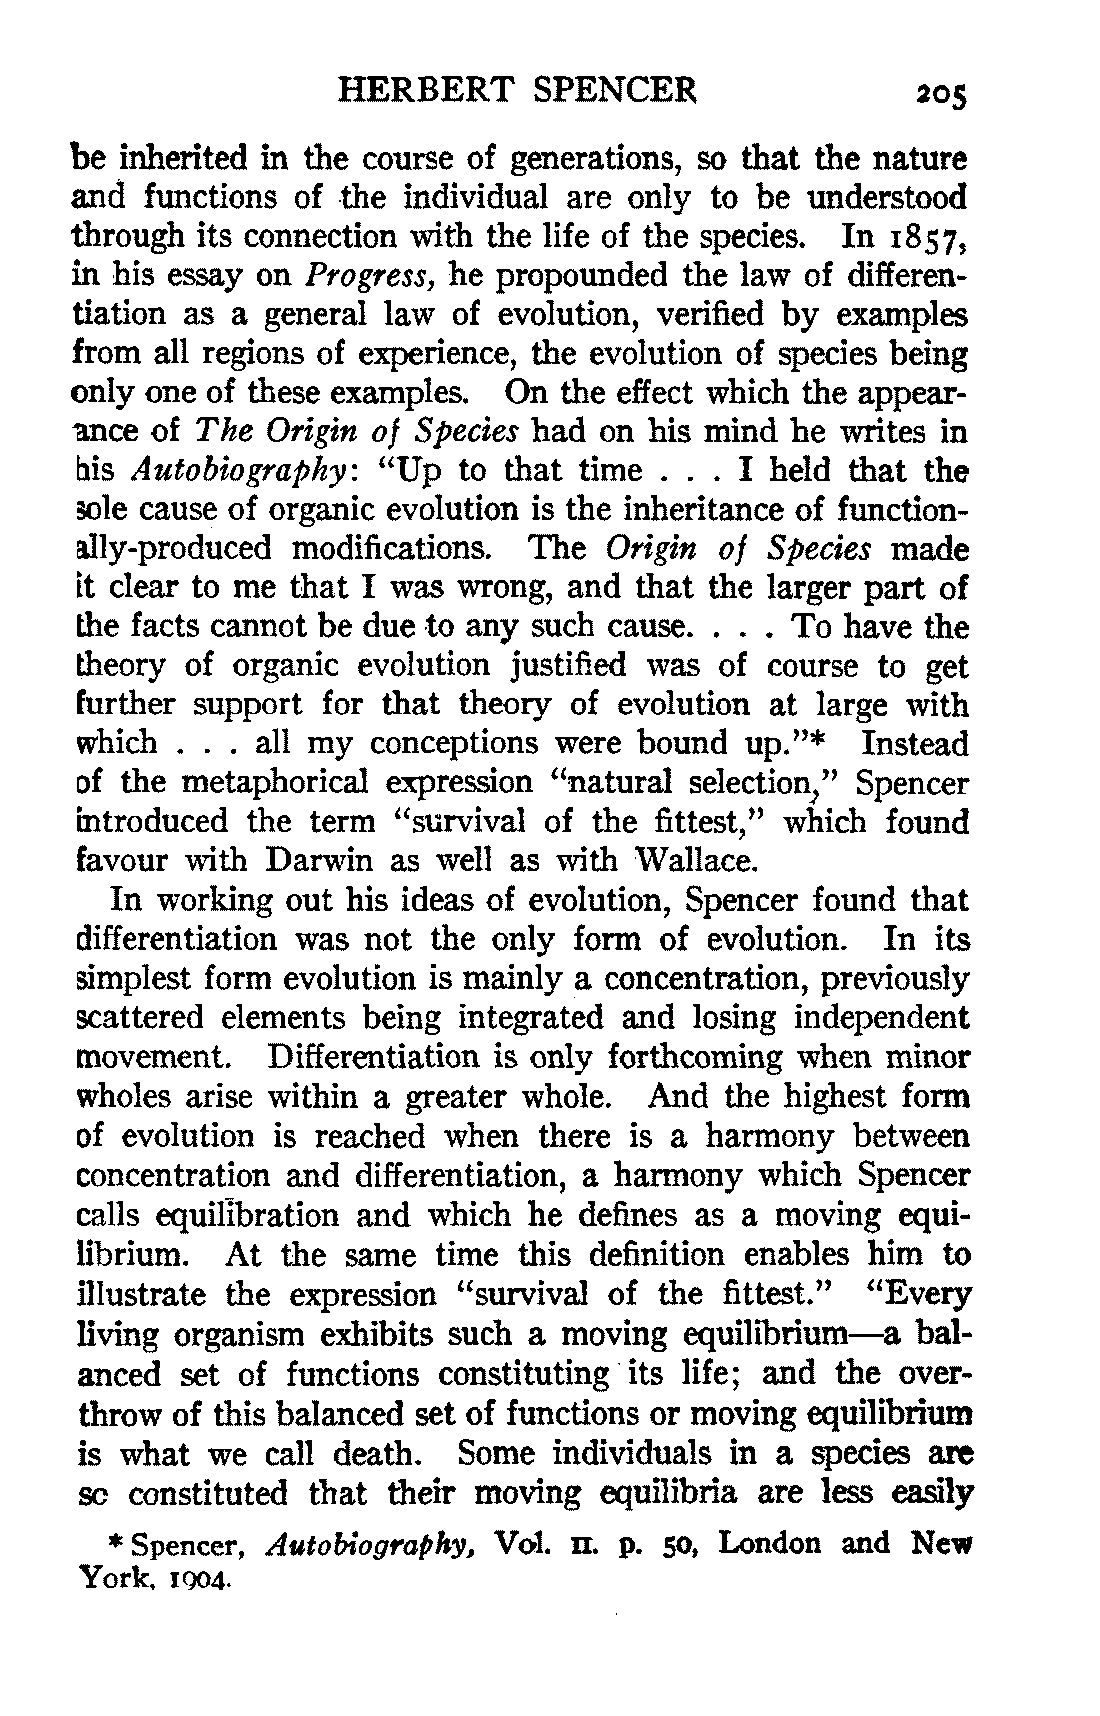 HERBERT SPENCER 205
be inherited in the course of generations, so that the nature
and functions of the individual are only to be understood
through its connection with the life of the species. In 1857,
in his essay on Progress, he propounded the law of differen-
tiation as a general law of evolution, verified by examples
from all regions of experience, the evolution of species being
only one of these examples. On the effect which the appear-
ance of The Origin of Species had on his mind he writes in
his Autobiography: “Up to that time . . . I held that the
sole cause of organic evolution is the inheritance of function-
ally-produced modifications. The Origin of Species made
it clear to me that I was wrong, and that the larger part of
the facts cannot be due to any such cause. . . . To have the
theory of organic evolution justified was of course to get
further support for that theory of evolution at large with
which . . . all my conceptions were bound up.”* Instead
of the metaphorical expression “natural selection,” Spencer
introduced the term “survival of the fittest,” which found
favour with Darwin as well as with Wallace.
In working out his ideas of evolution, Spencer found that
differentiation was not the only form of evolution. In its
simplest form evolution is mainly a concentration, previously
scattered elements being integrated and losing independent
movement. Differentiation is only forthcoming when minor
wholes arise within a greater whole. And the highest form
of evolution is reached when there is a harmony between
concentration and differentiation, a harmony which Spencer
calls equilibration and which he defines as a moving equi-
librium. At the same time this definition enables him to
illustrate the expression “survival of the fittest.” “Every
living organism exhibits such a moving equilibrium—a bal-
anced set of functions constituting its life; and the over-
throw of this balanced set of functions or moving equilibrium
is what we call death. Some individuals in a species are
so constituted that their moving equilibria are less easily
* Spencer, Autobiography, Vol. II. p. 50, London and New
York, 1904.